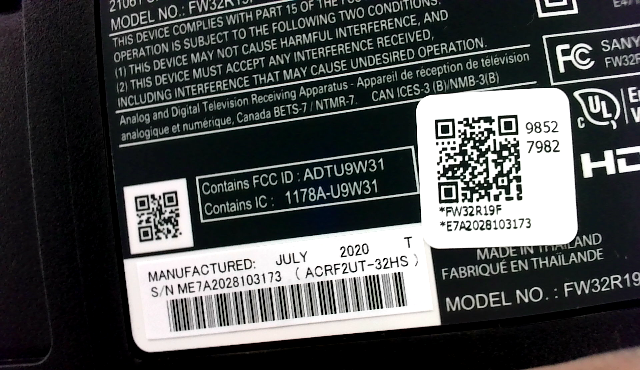 MODEL NO.: FW32R19F
THIS DEVICE COMPLIES WITH PART 15 OF THE
OPERATION IS SUBJECT TO THE FOLLOWING TWO CONDITIONS:
(1) THIS DEVICE MAY NOT CAUSE HARMFUL INTERFERENCE, AND
(2) THIS DEVICE MUST ACCEPT ANY INTERFERENCE RECEIVED,
INCLUDING INTERFERENCE THAT MAY CAUSE UNDESIRED OPERATION.
Analog and Digital Television Receiving Apparatus - Appareil de réception de télévision
analogique et numérique, Canada BETS-7 / NTMR-7. CAN ICES-3 (B)/NMB-3(B)
FC SANY
FW32R
c UL
HD
Contains FCC ID : ADTU9W31
Contains IC : 1178A-U9W31
9852
7982
*FW32R19F
*E7A2028103173
MANUFACTURED: JULY 2020 T
S/N ME7A2028103173 ( ACRF2UT-32HS )
MADE IN THAILAND
FABRIQUÉ EN THAÏLANDE
MODEL NO. : FW32R19